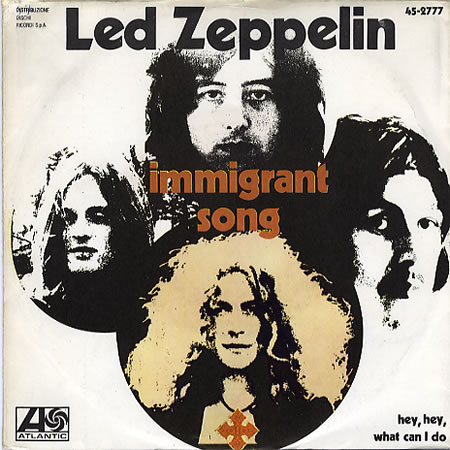 DISTRIBUZIONE
DISCHI
RICORDI S.p.A.
Led Zeppelin
45-2777
immigrant
song
ATLANTIC
hey, hey,
what can I do